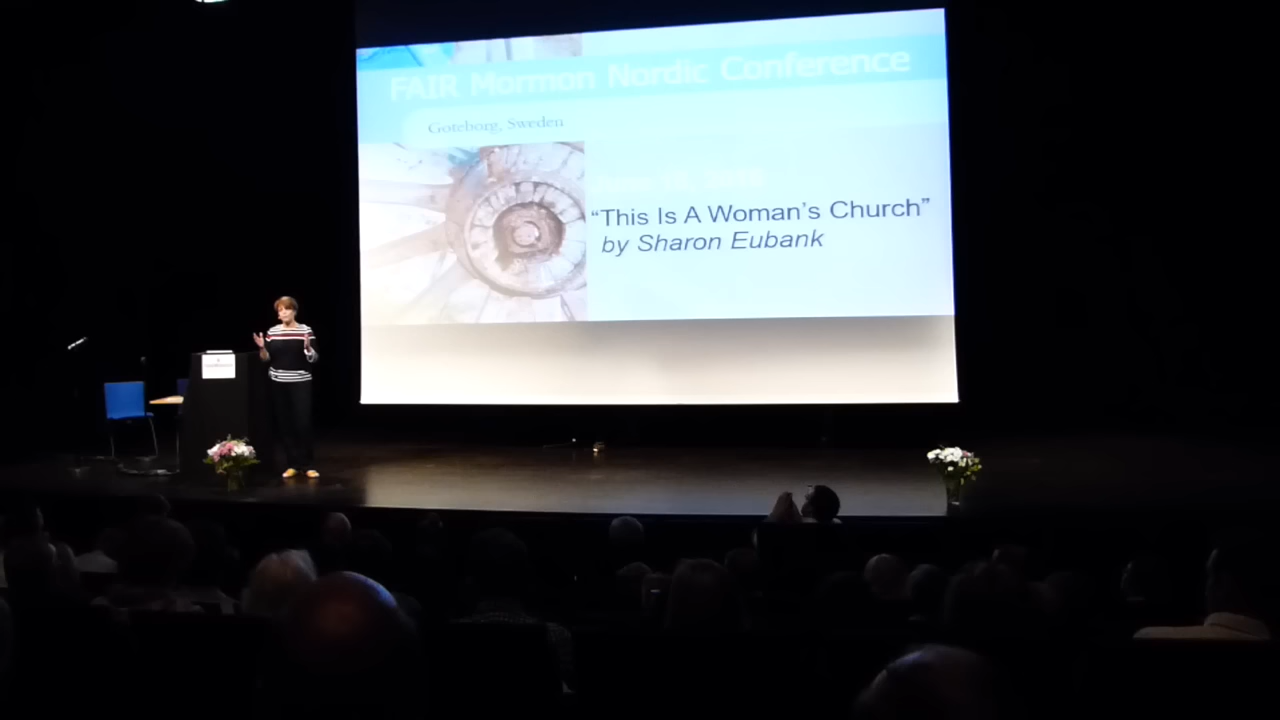 FAIR Mormon Nordic Conference
Goteborg, Sweden
“This Is A Woman’s Church”
by Sharon Eubank